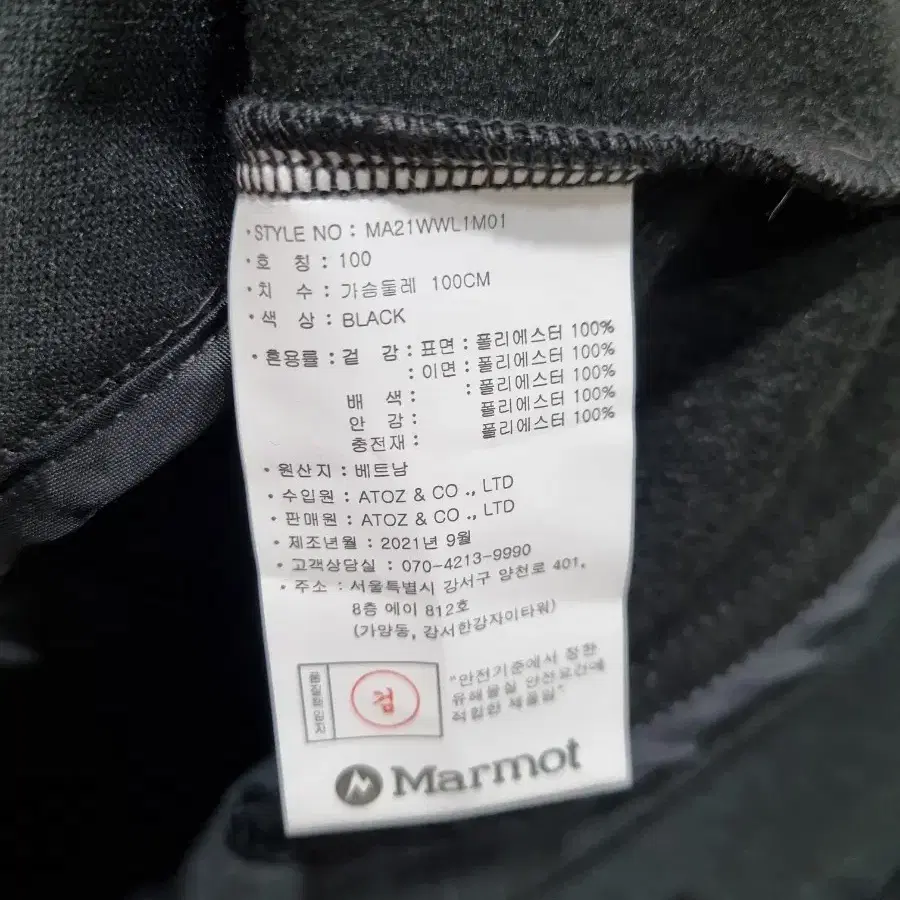 · STYLE NO : MA21WWL1M01
· 호 칭 : 100
· 치 수 : 가슴둘레 100CM
· 색 상 : BLACK
· 혼용률 : 겉 감 : 표면 : 폴리에스터 100%
: 이면 : 폴리에스터 100%
배 색 : : 폴리에스터 100%
안 감 : 폴리에스터 100%
충전재 : 폴리에스터 100%
· 원산지 : 베트남
· 수입원 : ATOZ & CO ., LTD
· 판매원 : ATOZ & CO ., LTD
· 제조년월 : 2021년 9월
· 고객상담실 : 070-4213-9990
· 주소 : 서울특별시 강서구 양천로 401,
8층 에이 812호
(가양동, 강서한강자이타워)
품질책임자
검
"안전기준에서 정한
유해물질 안전요건에
적합한 제품임"
Marmot